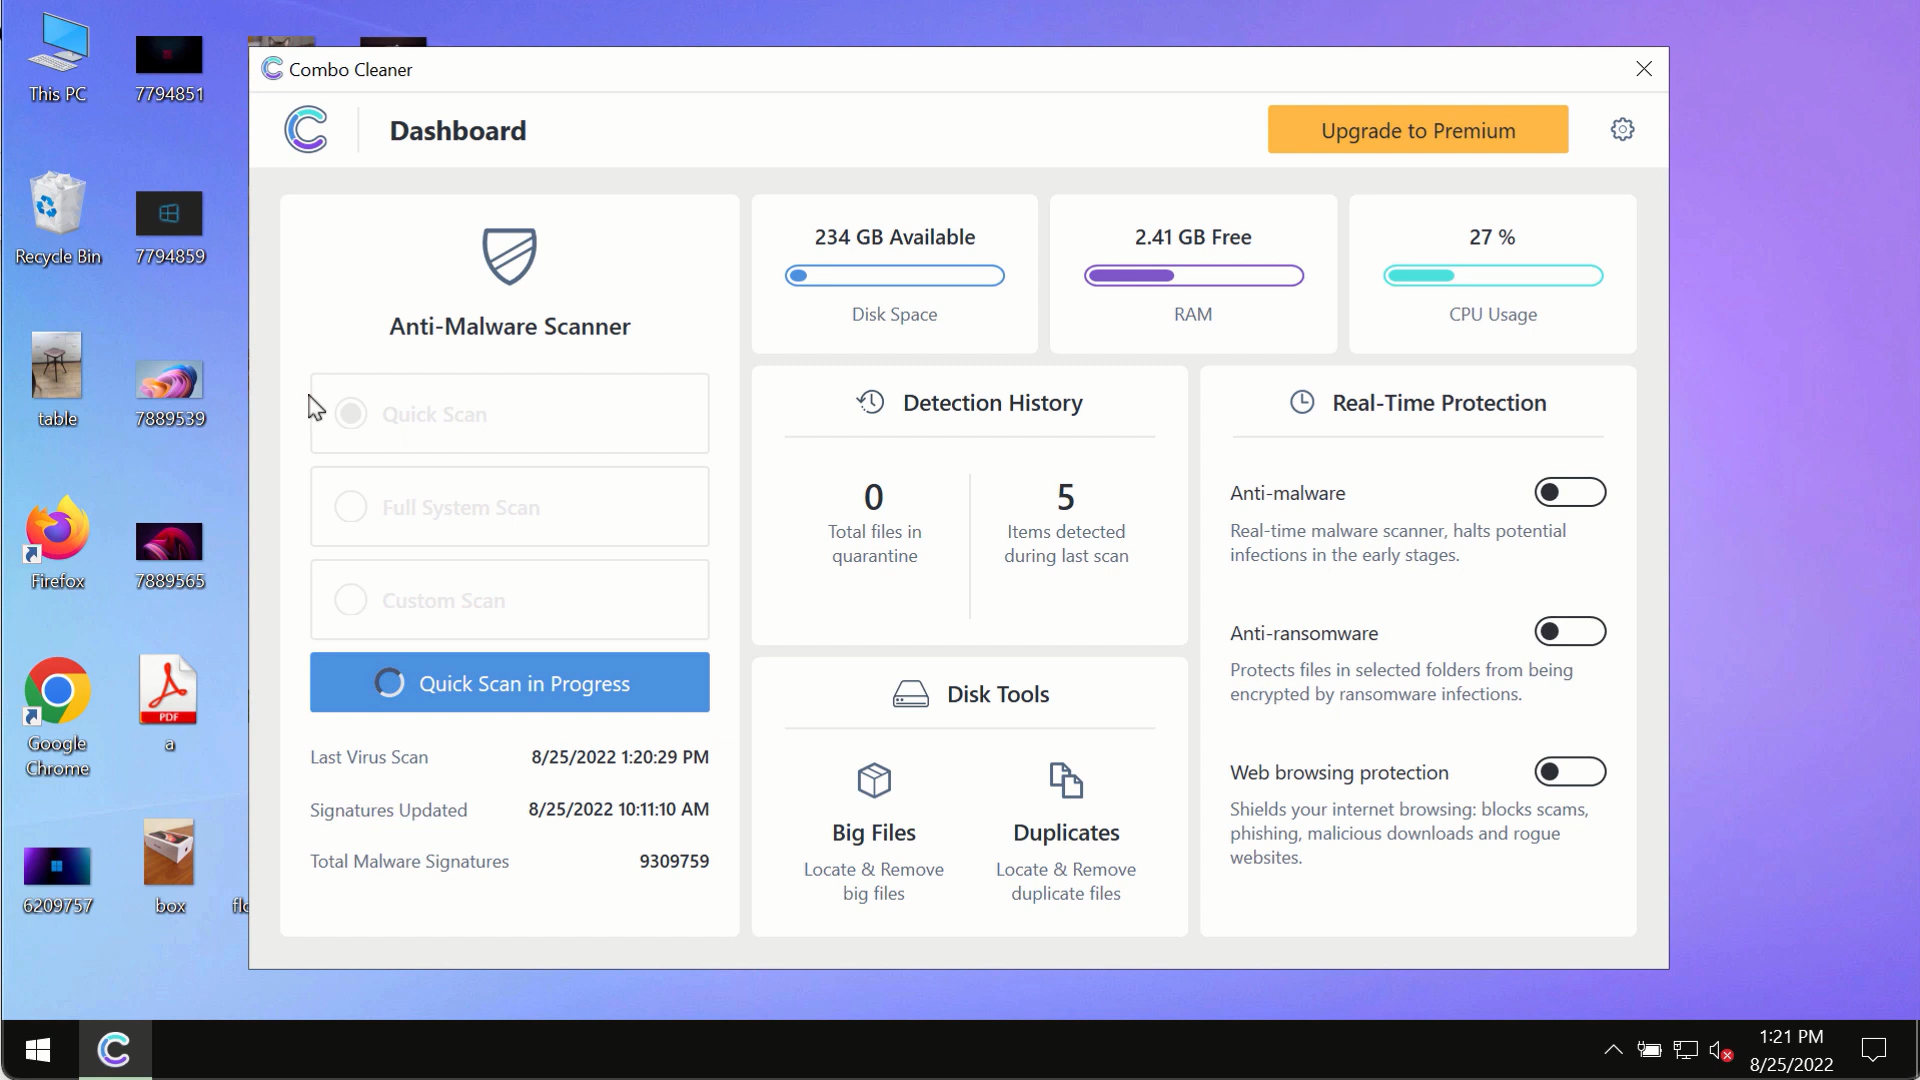 This PC
7794851
Recycle Bin
7794859
table
7889539
Firefox
7889565
Google
Chrome
PDF
a
6209757
box
Combo Cleaner
Dashboard
Upgrade to Premium
Anti-Malware Scanner
Quick Scan
Full System Scan
Custom Scan
Quick Scan in Progress
Last Virus Scan 8/25/2022 1:20:29 PM
Signatures Updated 8/25/2022 10:11:10 AM
Total Malware Signatures 9309759
234 GB Available
Disk Space
2.41 GB Free
RAM
27 %
CPU Usage
Detection History
0
Total files in
quarantine
5
Items detected
during last scan
Disk Tools
Big Files
Locate & Remove
big files
Duplicates
Locate & Remove
duplicate files
Real-Time Protection
Anti-malware
Real-time malware scanner, halts potential
infections in the early stages.
Anti-ransomware
Protects files in selected folders from being
encrypted by ransomware infections.
Web browsing protection
Shields your internet browsing: blocks scams,
phishing, malicious downloads and rogue
websites.
1:21 PM
8/25/2022